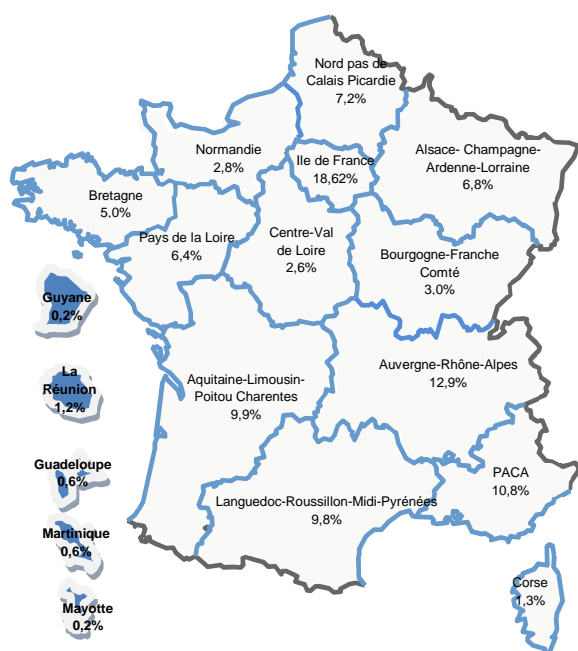 Nord pas de
Calais Picardie
7,2%
Normandie
2,8%
Ile de France
18,62%
Alsace- Champagne-
Ardenne-Lorraine
6,8%
Bretagne
5,0%
Pays de la Loire
6,4%
Centre-Val
de Loire
2,6%
Bourgogne-Franche
Comté
3,0%
Guyane
0,2%
La
Réunion
1,2%
Aquitaine-Limousin-
Poitou Charentes
9,9%
Auvergne-Rhône-Alpes
12,9%
Guadeloupe
0,6%
Languedoc-Roussillon-Midi-Pyrénées
9,8%
PACA
10,8%
Martinique
0,6%
Mayotte
0,2%
Corse
1,3%